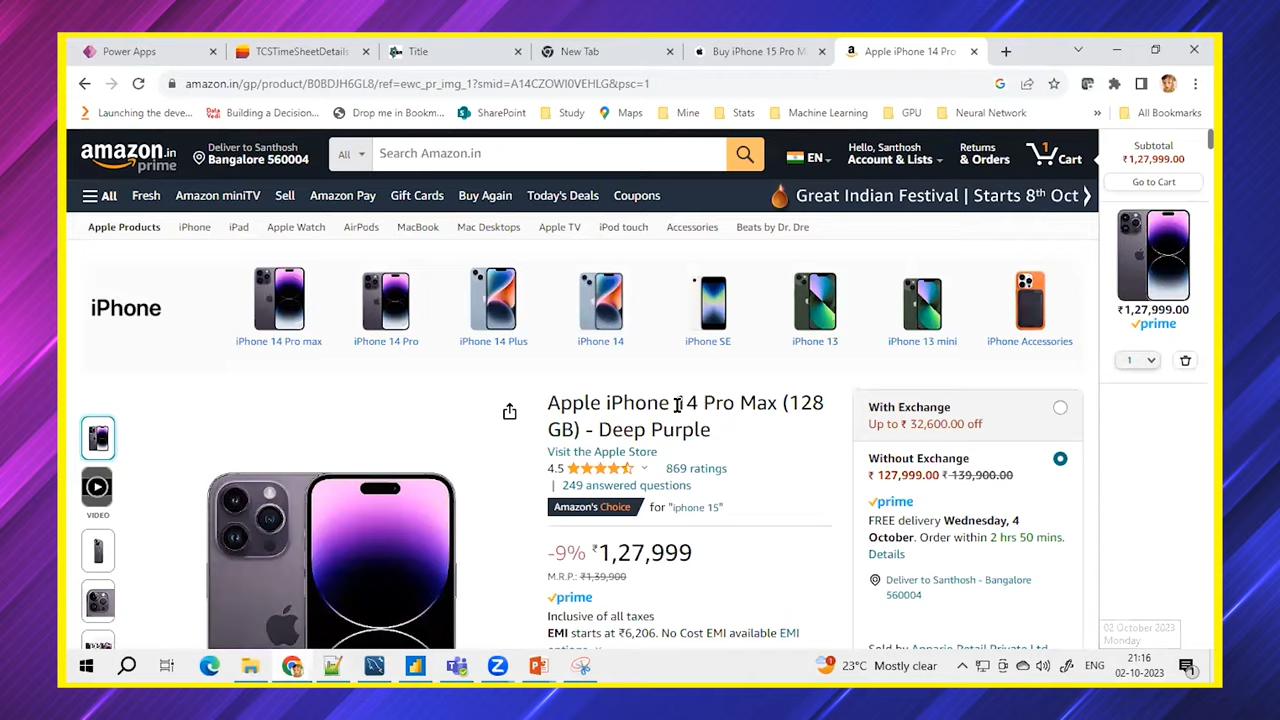 Power Apps
TCSTimeSheetDetails
Title
New Tab
Buy iPhone 15 Pro M
Apple iPhone 14 Pro
amazon.in/gp/product/B0BDJH6GL8/ref=ewc_pr_img_1?smid=A14CZOWI0VEHLG&psc=1
Launching the deve...
Building a Decision...
Drop me in Bookm...
SharePoint
Study
Maps
Mine
Stats
Machine Learning
GPU
Neural Network
»
All Bookmarks
amazon.in
prime
Deliver to Santhosh
Bangalore 560004
All
Search Amazon.in
EN
Hello, Santhosh
Account & Lists
Returns
& Orders
1
Cart
Subtotal
₹1,27,999.00
Go to Cart
All Fresh Amazon miniTV Sell Amazon Pay Gift Cards Buy Again Today's Deals Coupons
Great Indian Festival | Starts 8th Oct
Apple Products iPhone iPad Apple Watch AirPods MacBook Mac Desktops Apple TV iPod touch Accessories Beats by Dr. Dre
iPhone
iPhone 14 Pro max
iPhone 14 Pro
iPhone 14 Plus
iPhone 14
iPhone SE
iPhone 13
iPhone 13 mini
iPhone Accessories
₹1,27,999.00
prime
1
VIDEO
Apple iPhone 14 Pro Max (128
GB) - Deep Purple
Visit the Apple Store
4.5 869 ratings
| 249 answered questions
Amazon's Choice for "iphone 15"
-9% ₹1,27,999
M.R.P.: ₹1,39,900
prime
Inclusive of all taxes
EMI starts at ₹6,206. No Cost EMI available EMI
With Exchange
Up to ₹ 32,600.00 off
Without Exchange
₹ 127,999.00 ₹ 139,900.00
prime
FREE delivery Wednesday, 4
October. Order within 2 hrs 50 mins.
Details
Deliver to Santhosh - Bangalore
560004
Sold by Appario Retail Private Ltd
02 October 2023
Monday
23°C Mostly clear
ENG
21:16
02-10-2023